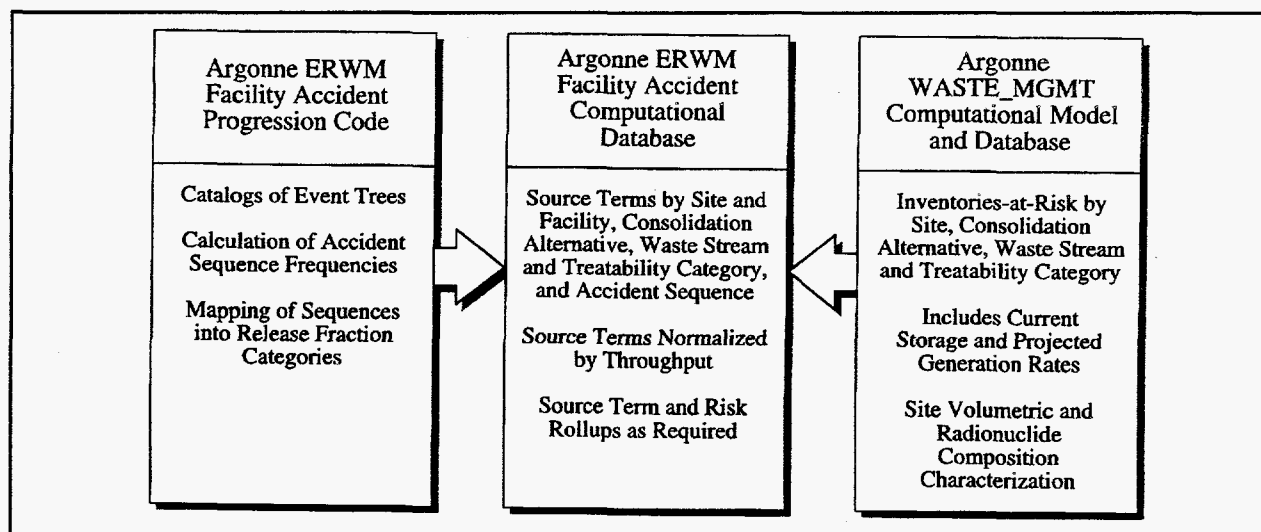 Argonne ERWM
Facility Accident
Progression Code
Catalogs of Event Trees
Calculation of Accident
Sequence Frequencies
Mapping of Sequences
into Release Fraction
Categories
Argonne ERWM
Facility Accident
Computational
Database
Source Terms by Site and
Facility, Consolidation
Alternative, Waste Stream
and Treatability Category,
and Accident Sequence
Source Terms Normalized
by Throughput
Source Term and Risk
Rollups as Required
Argonne
WASTE_MGMT
Computational Model
and Database
Inventories-at-Risk by
Site, Consolidation
Alternative, Waste Stream
and Treatability Category
Includes Current
Storage and Projected
Generation Rates
Site Volumetric and
Radionuclide
Composition
Characterization